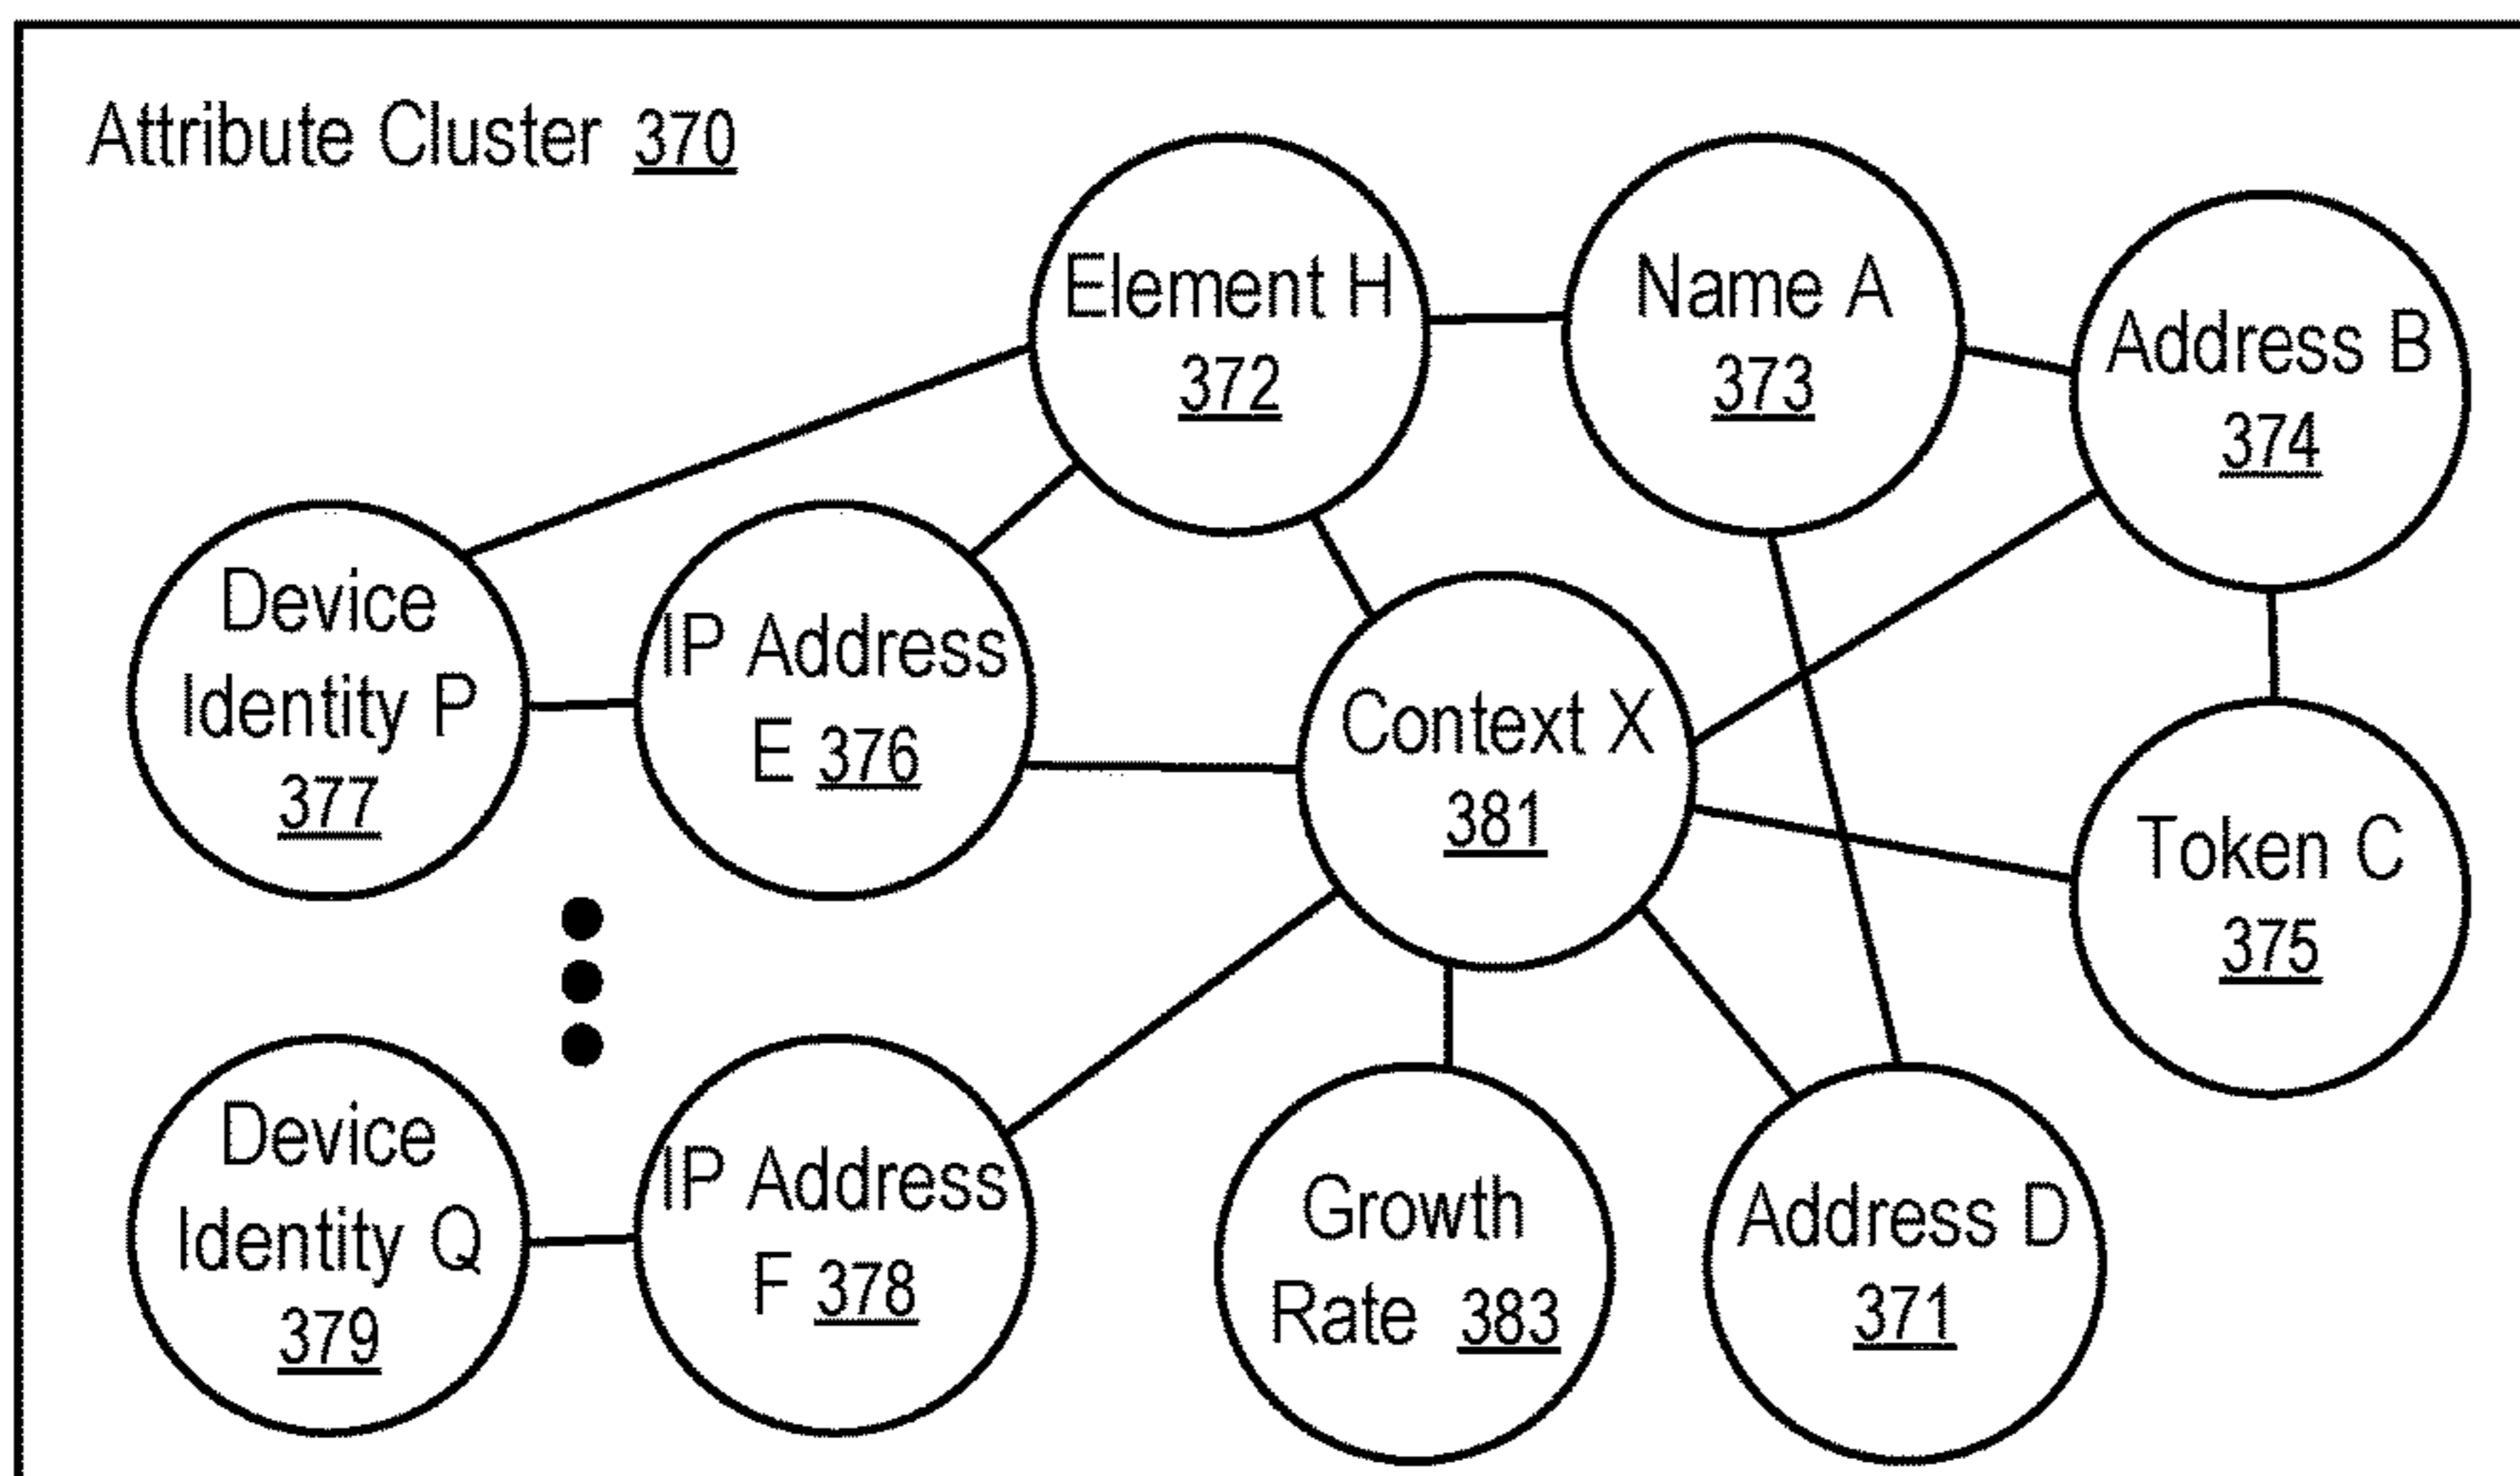 Attribute Cluster 370
Element H
372
Name A
373
Address B
374
Device
Identity P
377
IP Address
E 376
Context X
381
Token C
375
Device
Identity Q
379
IP Address
F 378
Growth
Rate 383
Address D
371